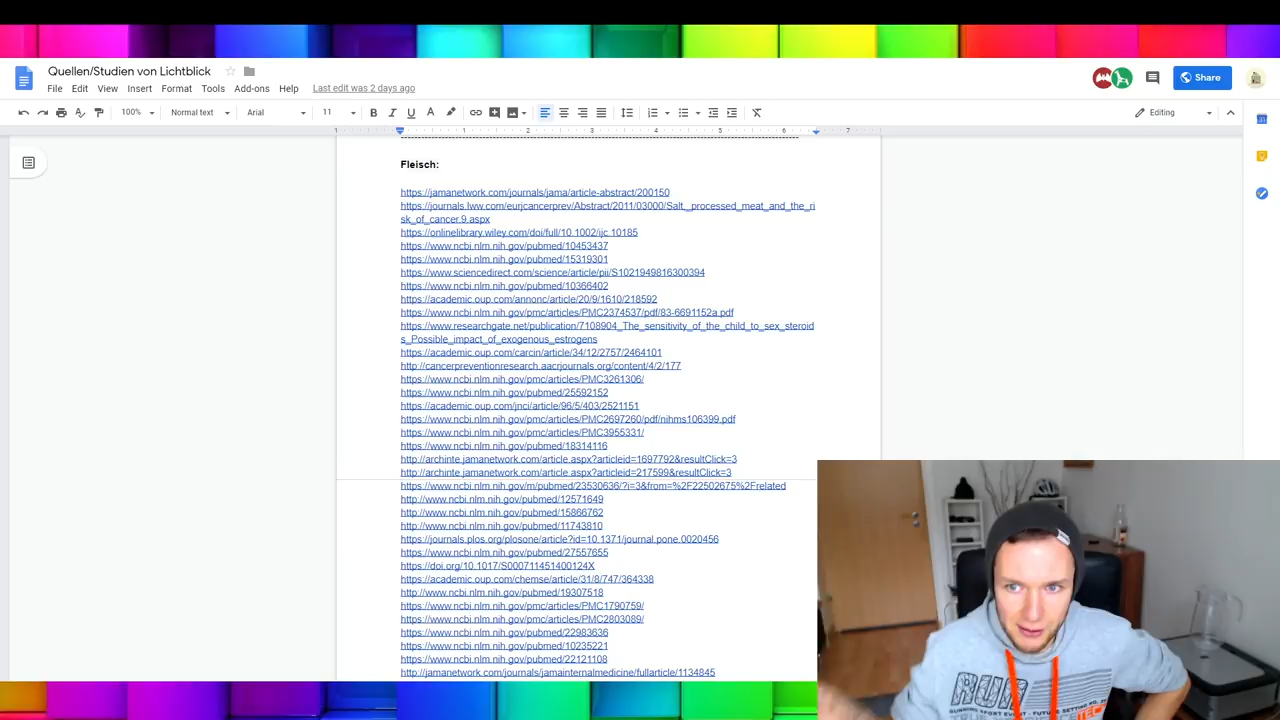 Quellen/Studien von Lichtblick
File Edit View Insert Format Tools Add-ons Help Last edit was 2 days ago
Share
100% Normal text Arial 11 B I U A Editing
1 1 2 3 4 5 6 7
Fleisch:
https://jamanetwork.com/journals/jama/article-abstract/200150
https://journals.lww.com/eurjcancerprev/Abstract/2011/03000/Salt,_processed_meat_and_the_ri
sk_of_cancer.9.aspx
https://onlinelibrary.wiley.com/doi/full/10.1002/ijc.10185
https://www.ncbi.nlm.nih.gov/pubmed/10453437
https://www.ncbi.nlm.nih.gov/pubmed/15319301
https://www.sciencedirect.com/science/article/pii/S1021949816300394
https://www.ncbi.nlm.nih.gov/pubmed/10366402
https://academic.oup.com/annonc/article/20/9/1610/218592
https://www.ncbi.nlm.nih.gov/pmc/articles/PMC2374537/pdf/83-6691152a.pdf
https://www.researchgate.net/publication/7108904_The_sensitivity_of_the_child_to_sex_steroid
s_Possible_impact_of_exogenous_estrogens
https://academic.oup.com/carcin/article/34/12/2757/2464101
http://cancerpreventionresearch.aacrjournals.org/content/4/2/177
https://www.ncbi.nlm.nih.gov/pmc/articles/PMC3261306/
https://www.ncbi.nlm.nih.gov/pubmed/25592152
https://academic.oup.com/jnci/article/96/5/403/2521151
https://www.ncbi.nlm.nih.gov/pmc/articles/PMC2697260/pdf/nihms106399.pdf
https://www.ncbi.nlm.nih.gov/pmc/articles/PMC3955331/
https://www.ncbi.nlm.nih.gov/pubmed/18314116
http://archinte.jamanetwork.com/article.aspx?articleid=1697792&resultClick=3
http://archinte.jamanetwork.com/article.aspx?articleid=217599&resultClick=3
https://www.ncbi.nlm.nih.gov/m/pubmed/23530636/?i=3&from=%2F22502675%2Frelated
http://www.ncbi.nlm.nih.gov/pubmed/12571649
http://www.ncbi.nlm.nih.gov/pubmed/15866762
http://www.ncbi.nlm.nih.gov/pubmed/11743810
https://journals.plos.org/plosone/article?id=10.1371/journal.pone.0020456
https://www.ncbi.nlm.nih.gov/pubmed/27557655
https://doi.org/10.1017/S000711451400124X
https://academic.oup.com/chemse/article/31/8/747/364338
http://www.ncbi.nlm.nih.gov/pubmed/19307518
https://www.ncbi.nlm.nih.gov/pmc/articles/PMC1790759/
https://www.ncbi.nlm.nih.gov/pmc/articles/PMC2803089/
https://www.ncbi.nlm.nih.gov/pubmed/22983636
https://www.ncbi.nlm.nih.gov/pubmed/10235221
https://www.ncbi.nlm.nih.gov/pubmed/22121108
http://jamanetwork.com/journals/jamainternalmedicine/fullarticle/1134845
RUN